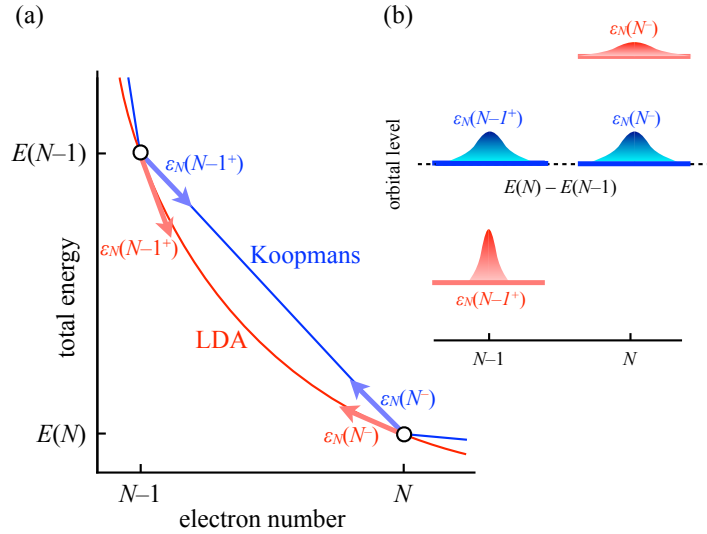 (a)
E(N–1)
εN(N–1⁺)
εN(N–1⁺)
Koopmans
LDA
total energy
εN(N–)
εN(N–)
E(N)
N–1
N
electron number
(b)
εN(N–)
εN(N–1⁺)
εN(N–)
orbital level
E(N) – E(N–1)
εN(N–1⁺)
N–1
N